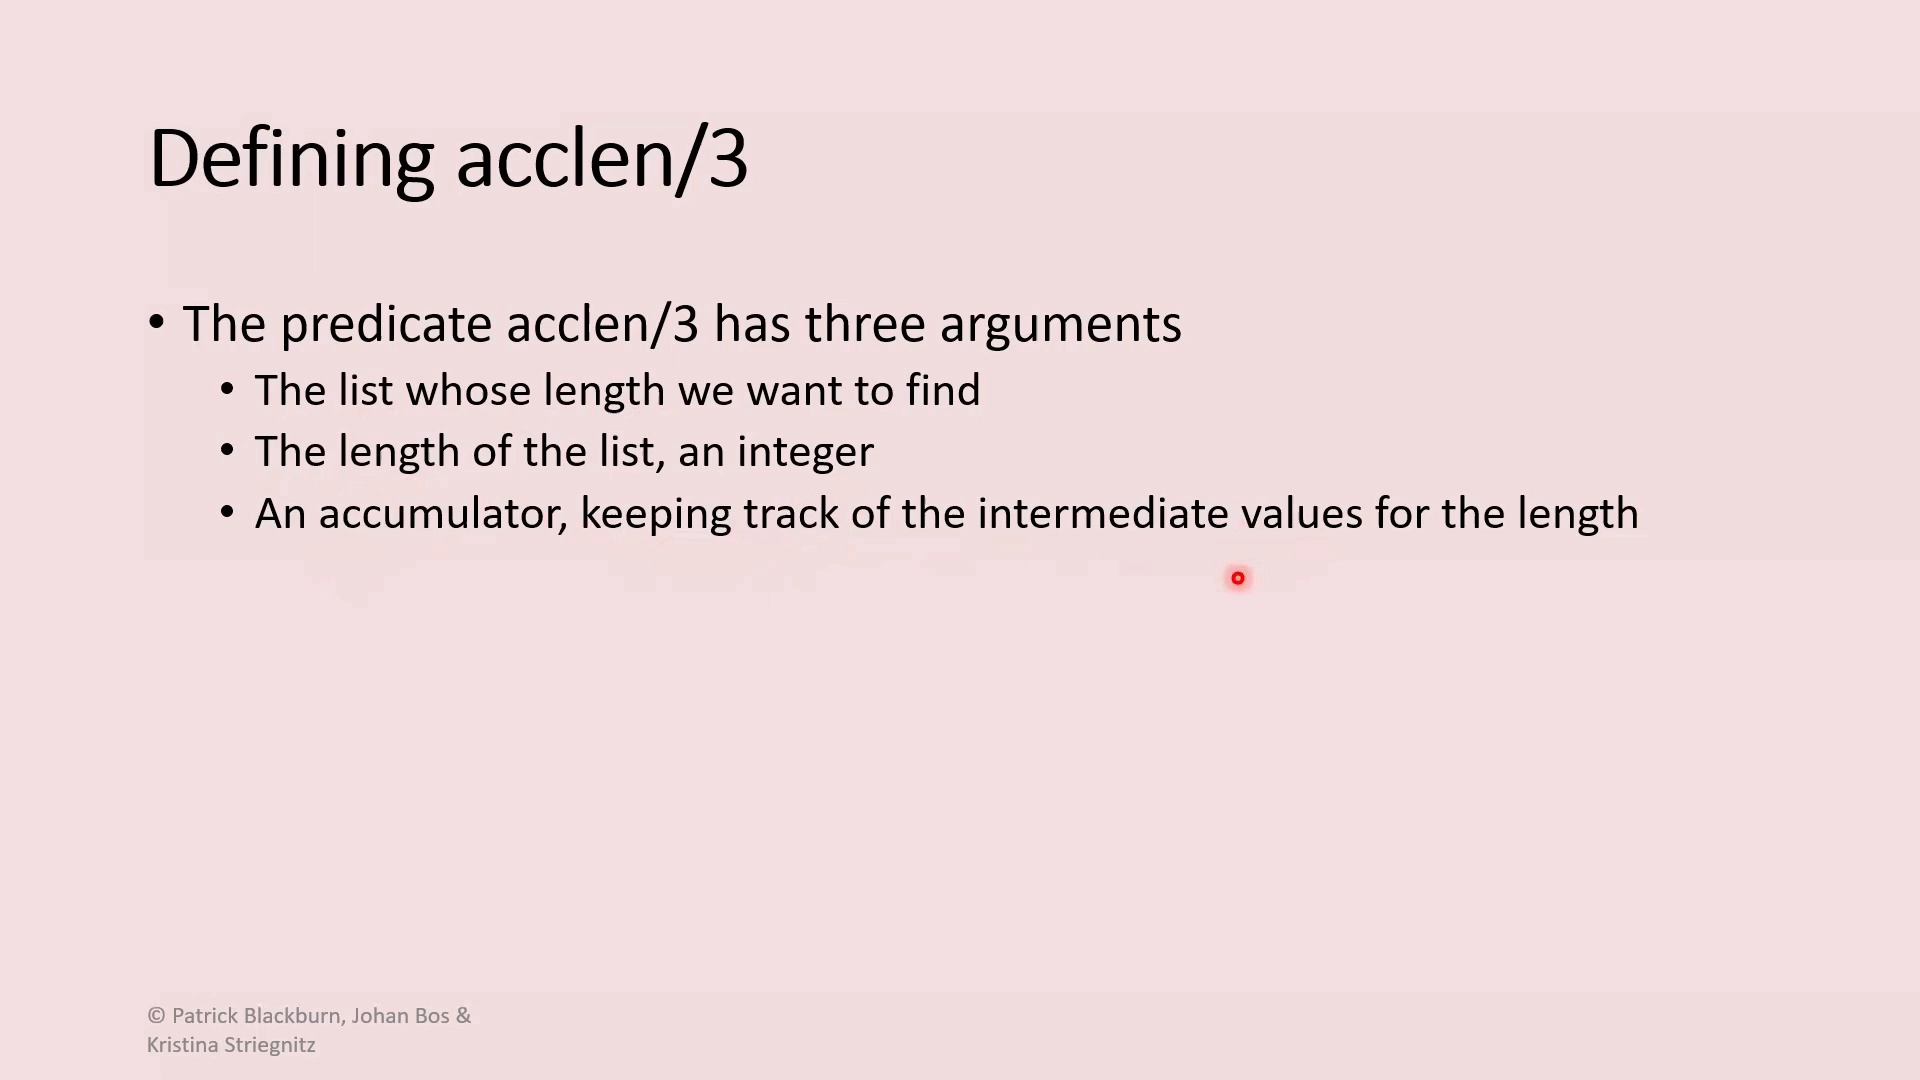 Defining acclen/3
• The predicate acclen/3 has three arguments
• The list whose length we want to find
• The length of the list, an integer
• An accumulator, keeping track of the intermediate values for the length
© Patrick Blackburn, Johan Bos &
Kristina Striegnitz